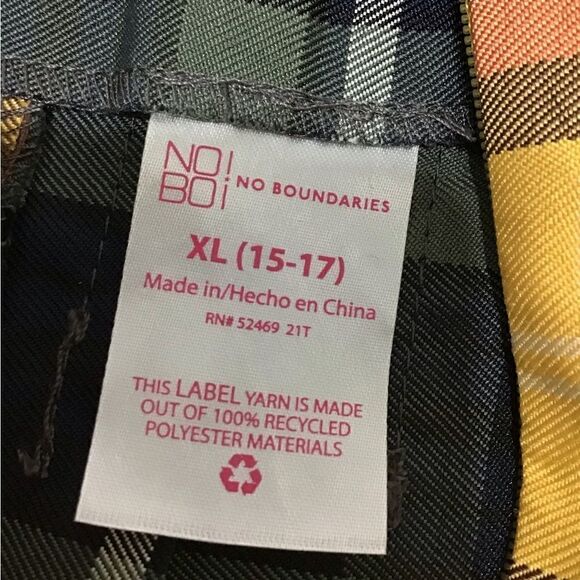 NO!
BOi NO BOUNDARIES
XL (15-17)
Made in/Hecho en China
RN# 52469 21T
THIS LABEL YARN IS MADE
OUT OF 100% RECYCLED
POLYESTER MATERIALS